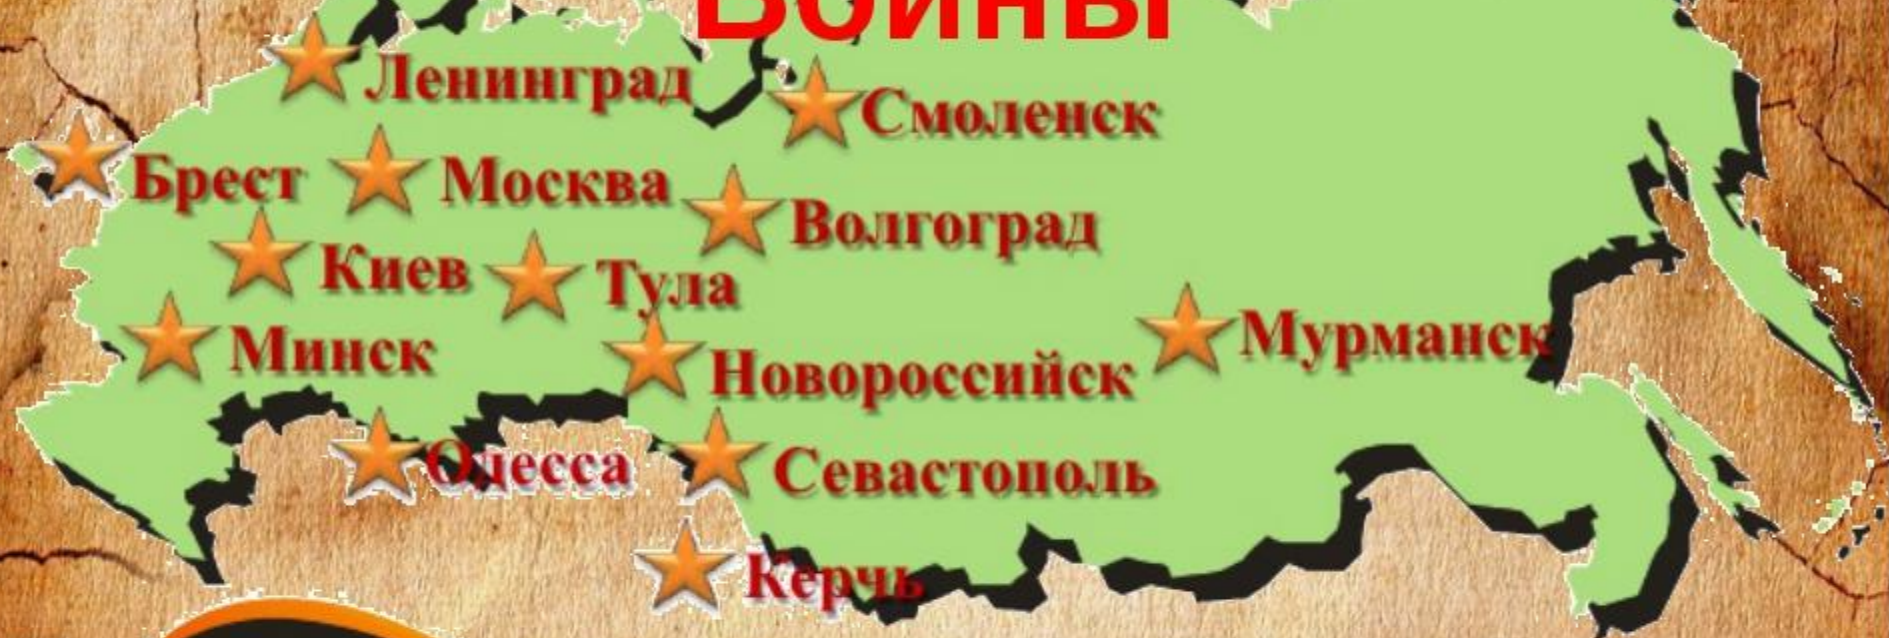 Войны
Ленинград
Смоленск
Брест
Москва
Волгоград
Киев
Тула
Минск
Новороссийск
Мурманск
Одесса
Севастополь
Керчь